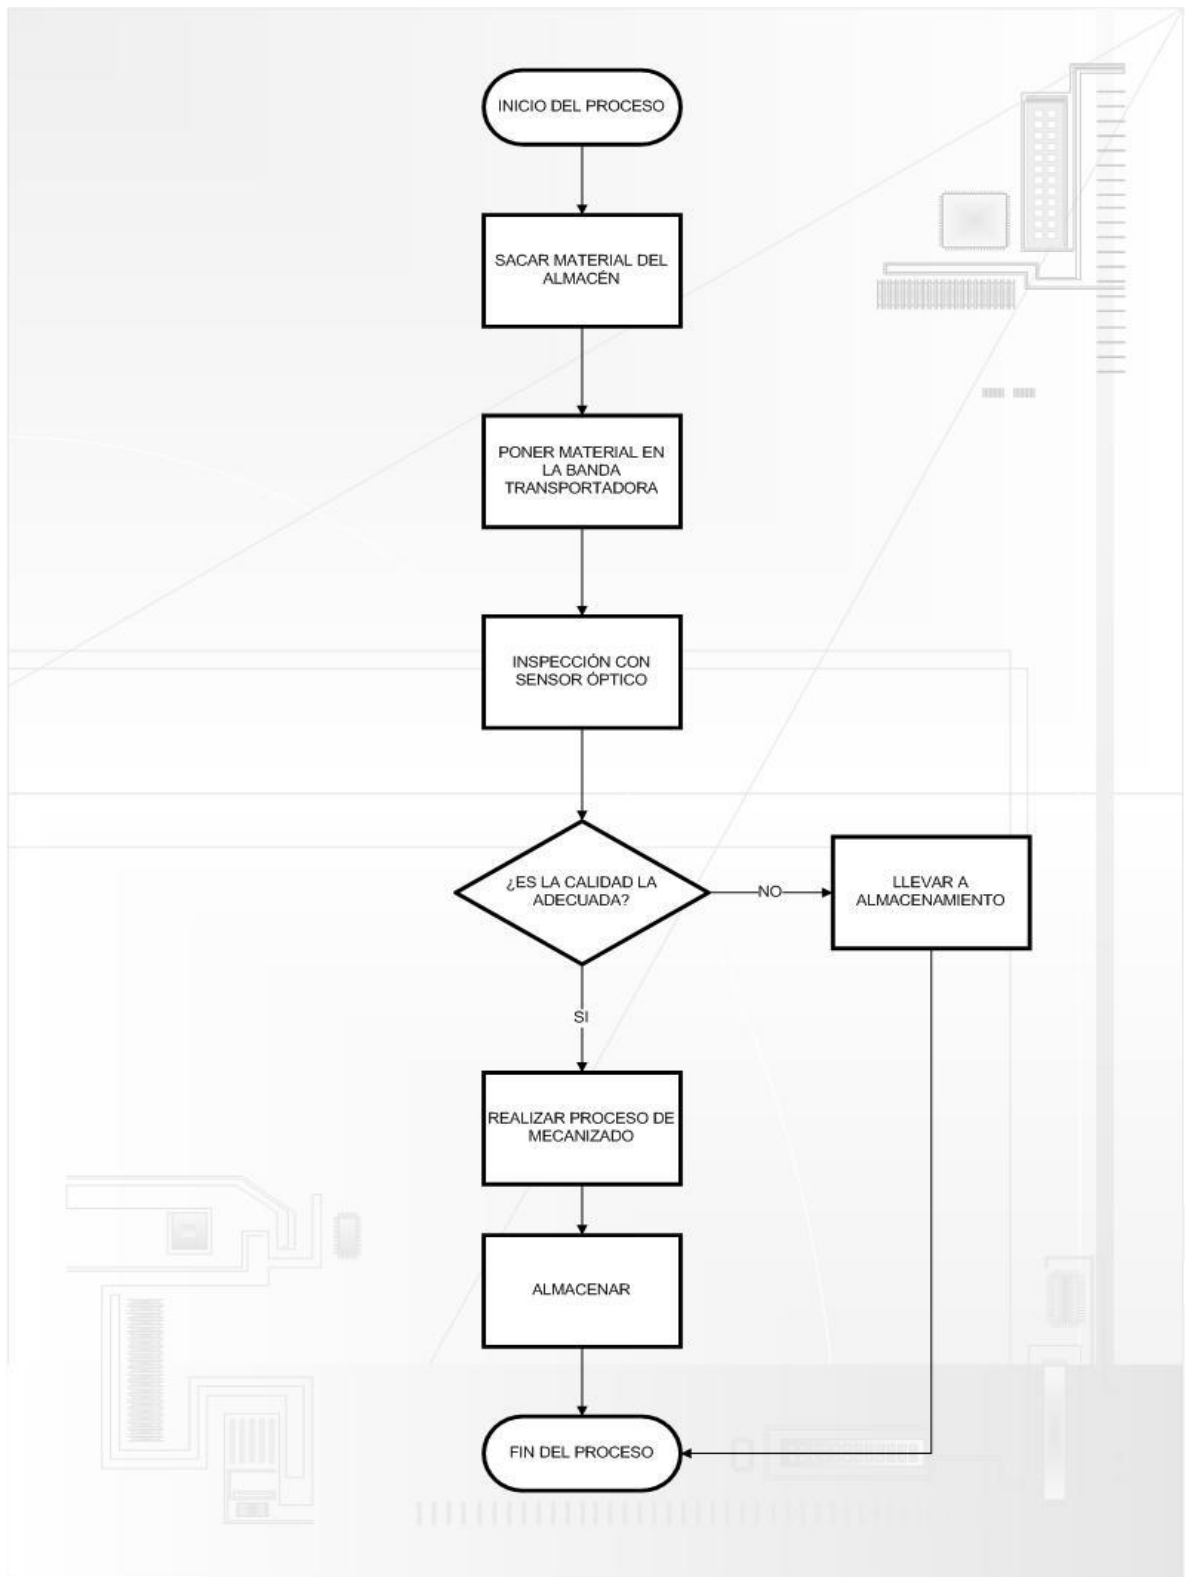 INICIO DEL PROCESO
SACAR MATERIAL DEL
ALMACÉN
PONER MATERIAL EN
LA BANDA
TRANSPORTADORA
INSPECCIÓN CON
SENSOR ÓPTICO
¿ES LA CALIDAD LA
ADECUADA?
NO
LLEVAR A
ALMACENAMIENTO
SI
REALIZAR PROCESO DE
MECANIZADO
ALMACENAR
FIN DEL PROCESO